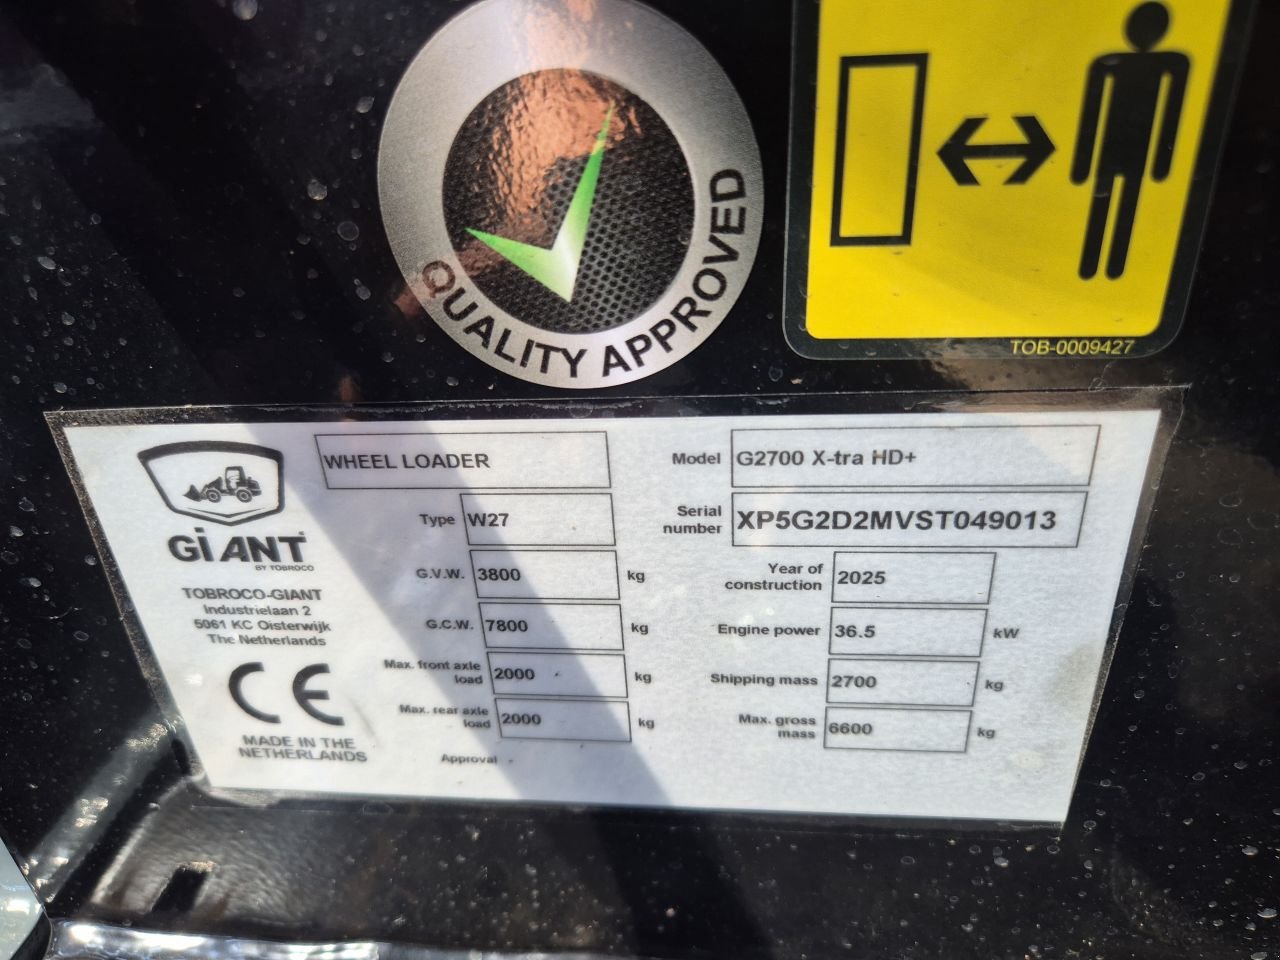 QUALITY APPROVED
TOB-0009427
GiANT
BY TOBROCO
TOBROCO-GIANT
Industrielaan 2
5061 KC Oisterwijk
The Netherlands
CE
MADE IN THE
NETHERLANDS
WHEEL LOADER
Type W27
G.V.W. 3800 kg
G.C.W. 7800 kg
Max. front axle load 2000 kg
Max. rear axle load 2000 kg
Approval -
Model G2700 X-tra HD+
Serial number XP5G2D2MVST049013
Year of construction 2025
Engine power 36.5 kW
Shipping mass 2700 kg
Max. gross mass 6600 kg